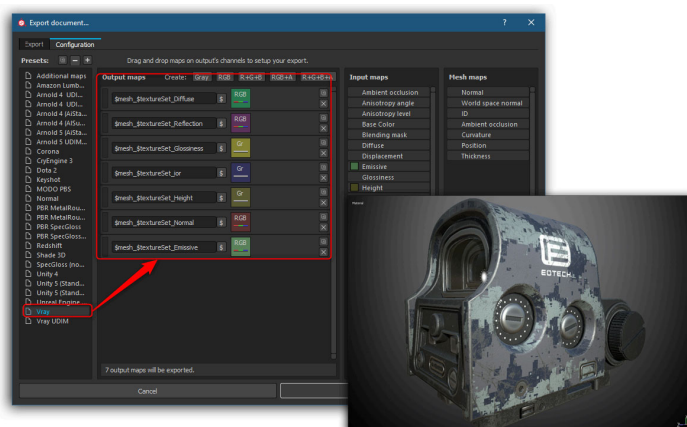 Export document...
? ×
Export Configuration
Presets:
Drag and drop maps on output's channels to setup your export.
Additional maps
Amazon Lumb...
Arnold 4 UDI...
Arnold 4 UDI...
Arnold 4 (AiSta...
Arnold 4 (AlSu...
Arnold 5 (AiSta...
Arnold 5 UDIM...
Corona
CryEngine 3
Dota 2
Keyshot
MODO PBS
Normal
PBR MetalRou...
PBR MetalRou...
PBR SpecGloss
PBR SpecGloss...
Redshift
Shade 3D
SpecGloss (no...
Unity 4
Unity 5 (Stand...
Unity 5 (Stand...
Unreal Engine
Vray
Vray UDIM
Output maps Create: Gray RGB R+G+B RGB+A R+G+B+A
$mesh_$textureSet_Diffuse $ RGB
$mesh_$textureSet_Reflection $ RGB
$mesh_$textureSet_Glossiness $ Gr
$mesh_$textureSet_ior $ Gr
$mesh_$textureSet_Height $ Gr
$mesh_$textureSet_Normal $ RGB
$mesh_$textureSet_Emissive $ RGB
7 output maps will be exported.
Input maps
Ambient occlusion
Anisotropy angle
Anisotropy level
Base Color
Blending mask
Diffuse
Displacement
Emissive
Glossiness
Height
Mesh maps
Normal
World space normal
ID
Ambient occlusion
Curvature
Position
Thickness
Cancel
Material
EOTECH